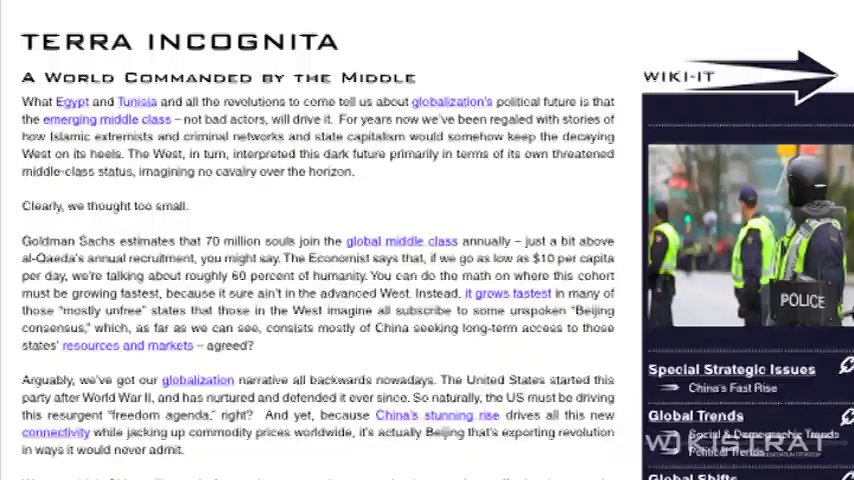 TERRA INCOGNITA
A WORLD COMMANDED BY THE MIDDLE
What Egypt and Tunisia and all the revolutions to come tell us about globalization's political future is that
the emerging middle class – not bad actors, will drive it. For years now we've been regaled with stories of
how Islamic extremists and criminal networks and state capitalism would somehow keep the decaying
West on its heels. The West, in turn, interpreted this dark future primarily in terms of its own threatened
middle-class status, imagining no cavalry over the horizon.
Clearly, we thought too small.
Goldman Sachs estimates that 70 million souls join the global middle class annually – just a bit above
al-Qaeda's annual recruitment, you might say. The Economist says that, if we go as low as $10 per capita
per day, we're talking about roughly 60 percent of humanity. You can do the math on where this cohort
must be growing fastest, because it sure ain't in the advanced West. Instead, it grows fastest in many of
those "mostly unfree" states that those in the West imagine all subscribe to some unspoken "Beijing
consensus," which, as far as we can see, consists mostly of China seeking long-term access to those
states' resources and markets – agreed?
Arguably, we've got our globalization narrative all backwards nowadays. The United States started this
party after World War II, and has nurtured and defended it ever since. So naturally, the US must be driving
this resurgent "freedom agenda," right? And yet, because China's stunning rise drives all this new
connectivity while jacking up commodity prices worldwide, it's actually Beijing that's exporting revolution
in ways it would never admit.
WIKI-IT
POLICE
Special Strategic Issues
China's Fast Rise
Global Trends
Social & Demographic Trends
Political Trends
WIKISTRAT
Global Shifts